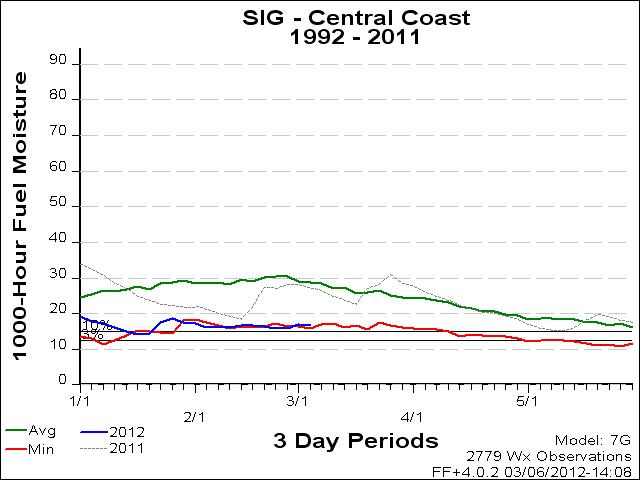 SIG - Central Coast
1992 - 2011
1000-Hour Fuel Moisture
90
80
70
60
50
40
30
20
10
0
10%
3%
1/1
2/1
3/1
4/1
5/1
3 Day Periods
Avg
Min
2012
2011
Model: 7G
2779 Wx Observations
FF+4.0.2 03/06/2012-14:08